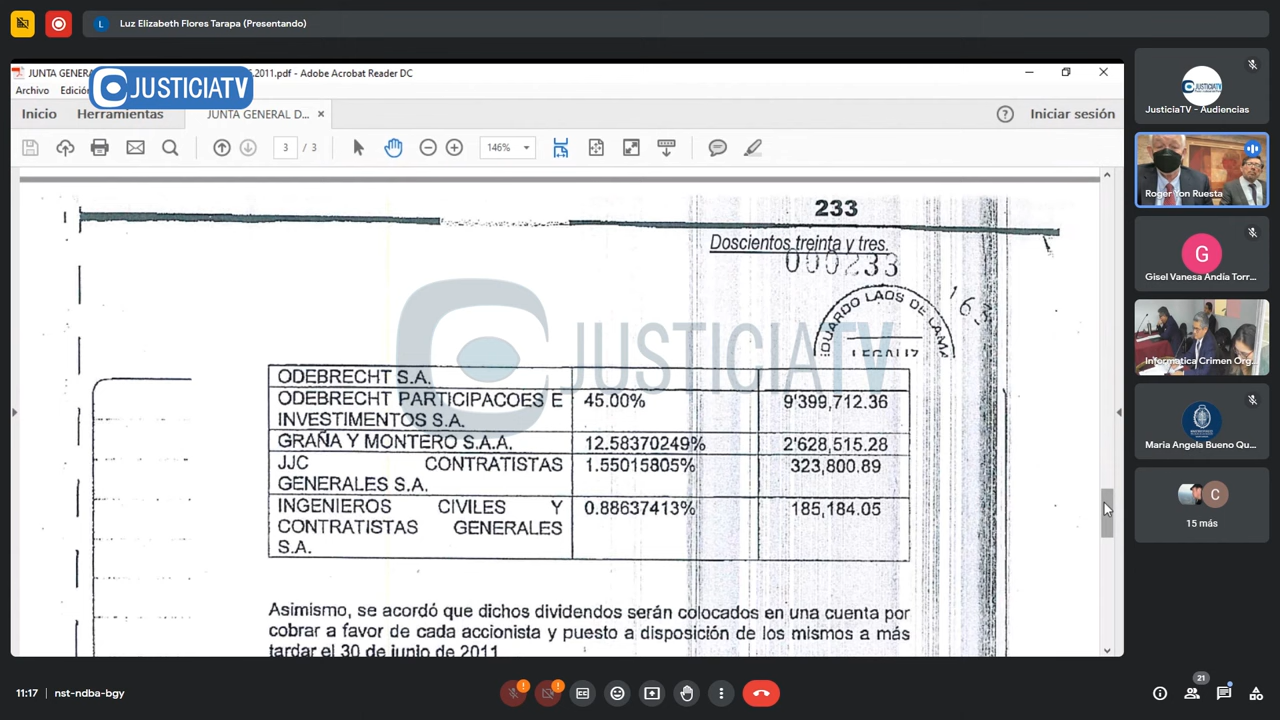 Luz Elizabeth Flores Tarapa (Presentando)
JUNTA GENERAL
.2011.pdf - Adobe Acrobat Reader DC
JUSTICIATV
Archivo
Inicio
Herramientas
JUNTA GENERAL D...
×
Iniciar sesión
3 / 3
146%
233
Doscientos treinta y tres.
000233
163
EDUARDO LAOS DE LAMA
JUSTICIATV
ODEBRECHT S.A.
ODEBRECHT PARTICIPACOES E INVESTIMENTOS S.A. 45.00% 9'399,712.36
GRAÑA Y MONTERO S.A.A. 12.58370249% 2'628,515.28
JJC CONTRATISTAS GENERALES S.A. 1.55015805% 323,800.89
INGENIEROS CIVILES Y CONTRATISTAS GENERALES S.A. 0.88637413% 185,184.05
Asimismo, se acordó que dichos dividendos serán colocados en una cuenta por
cobrar a favor de cada accionista y puesto a disposición de los mismos a más
tardar el 30 de junio de 2011
JusticiaTV - Audiencias
Roger Yon Ruesta
G
Gisel Vanesa Andía Torr...
Informatica Crimen Org...
Maria Angela Bueno Qu...
C
15 más
11:17
nst-ndba-bgy
21